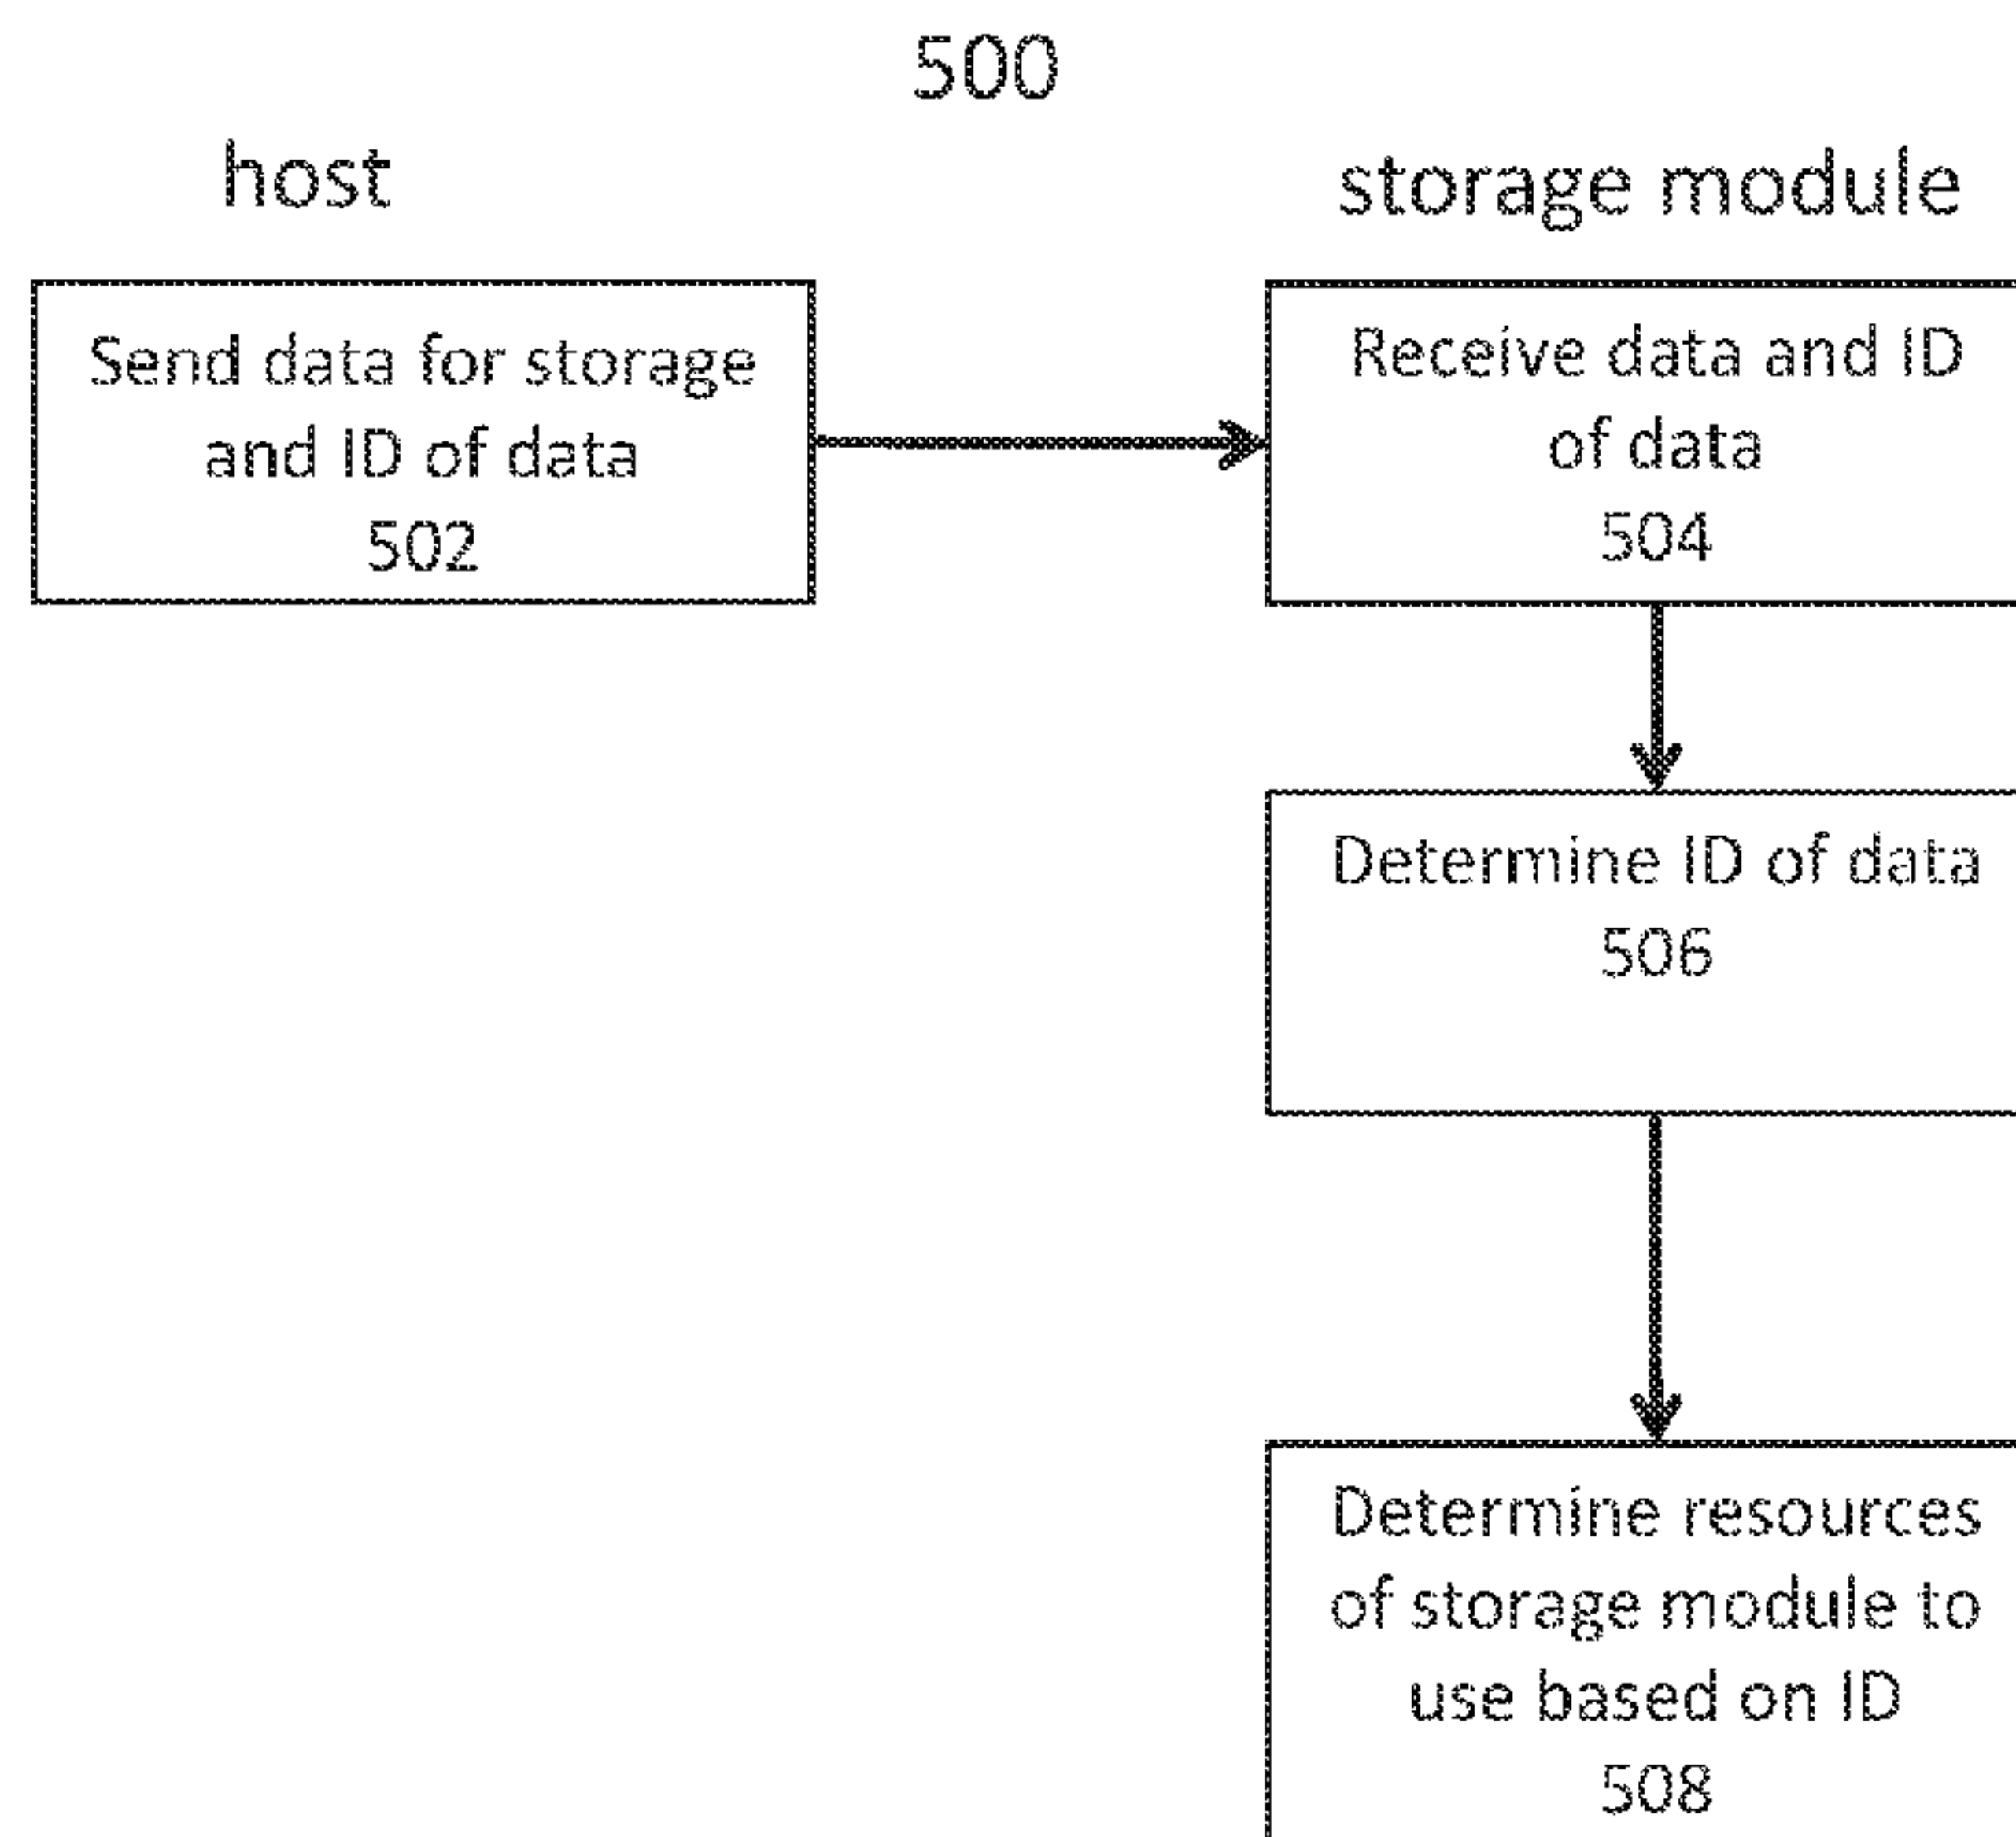 500
host
storage module
Send data for storage
and ID of data
502
Receive data and ID
of data
504
Determine ID of data
506
Determine resources
of storage module to
use based on ID
508